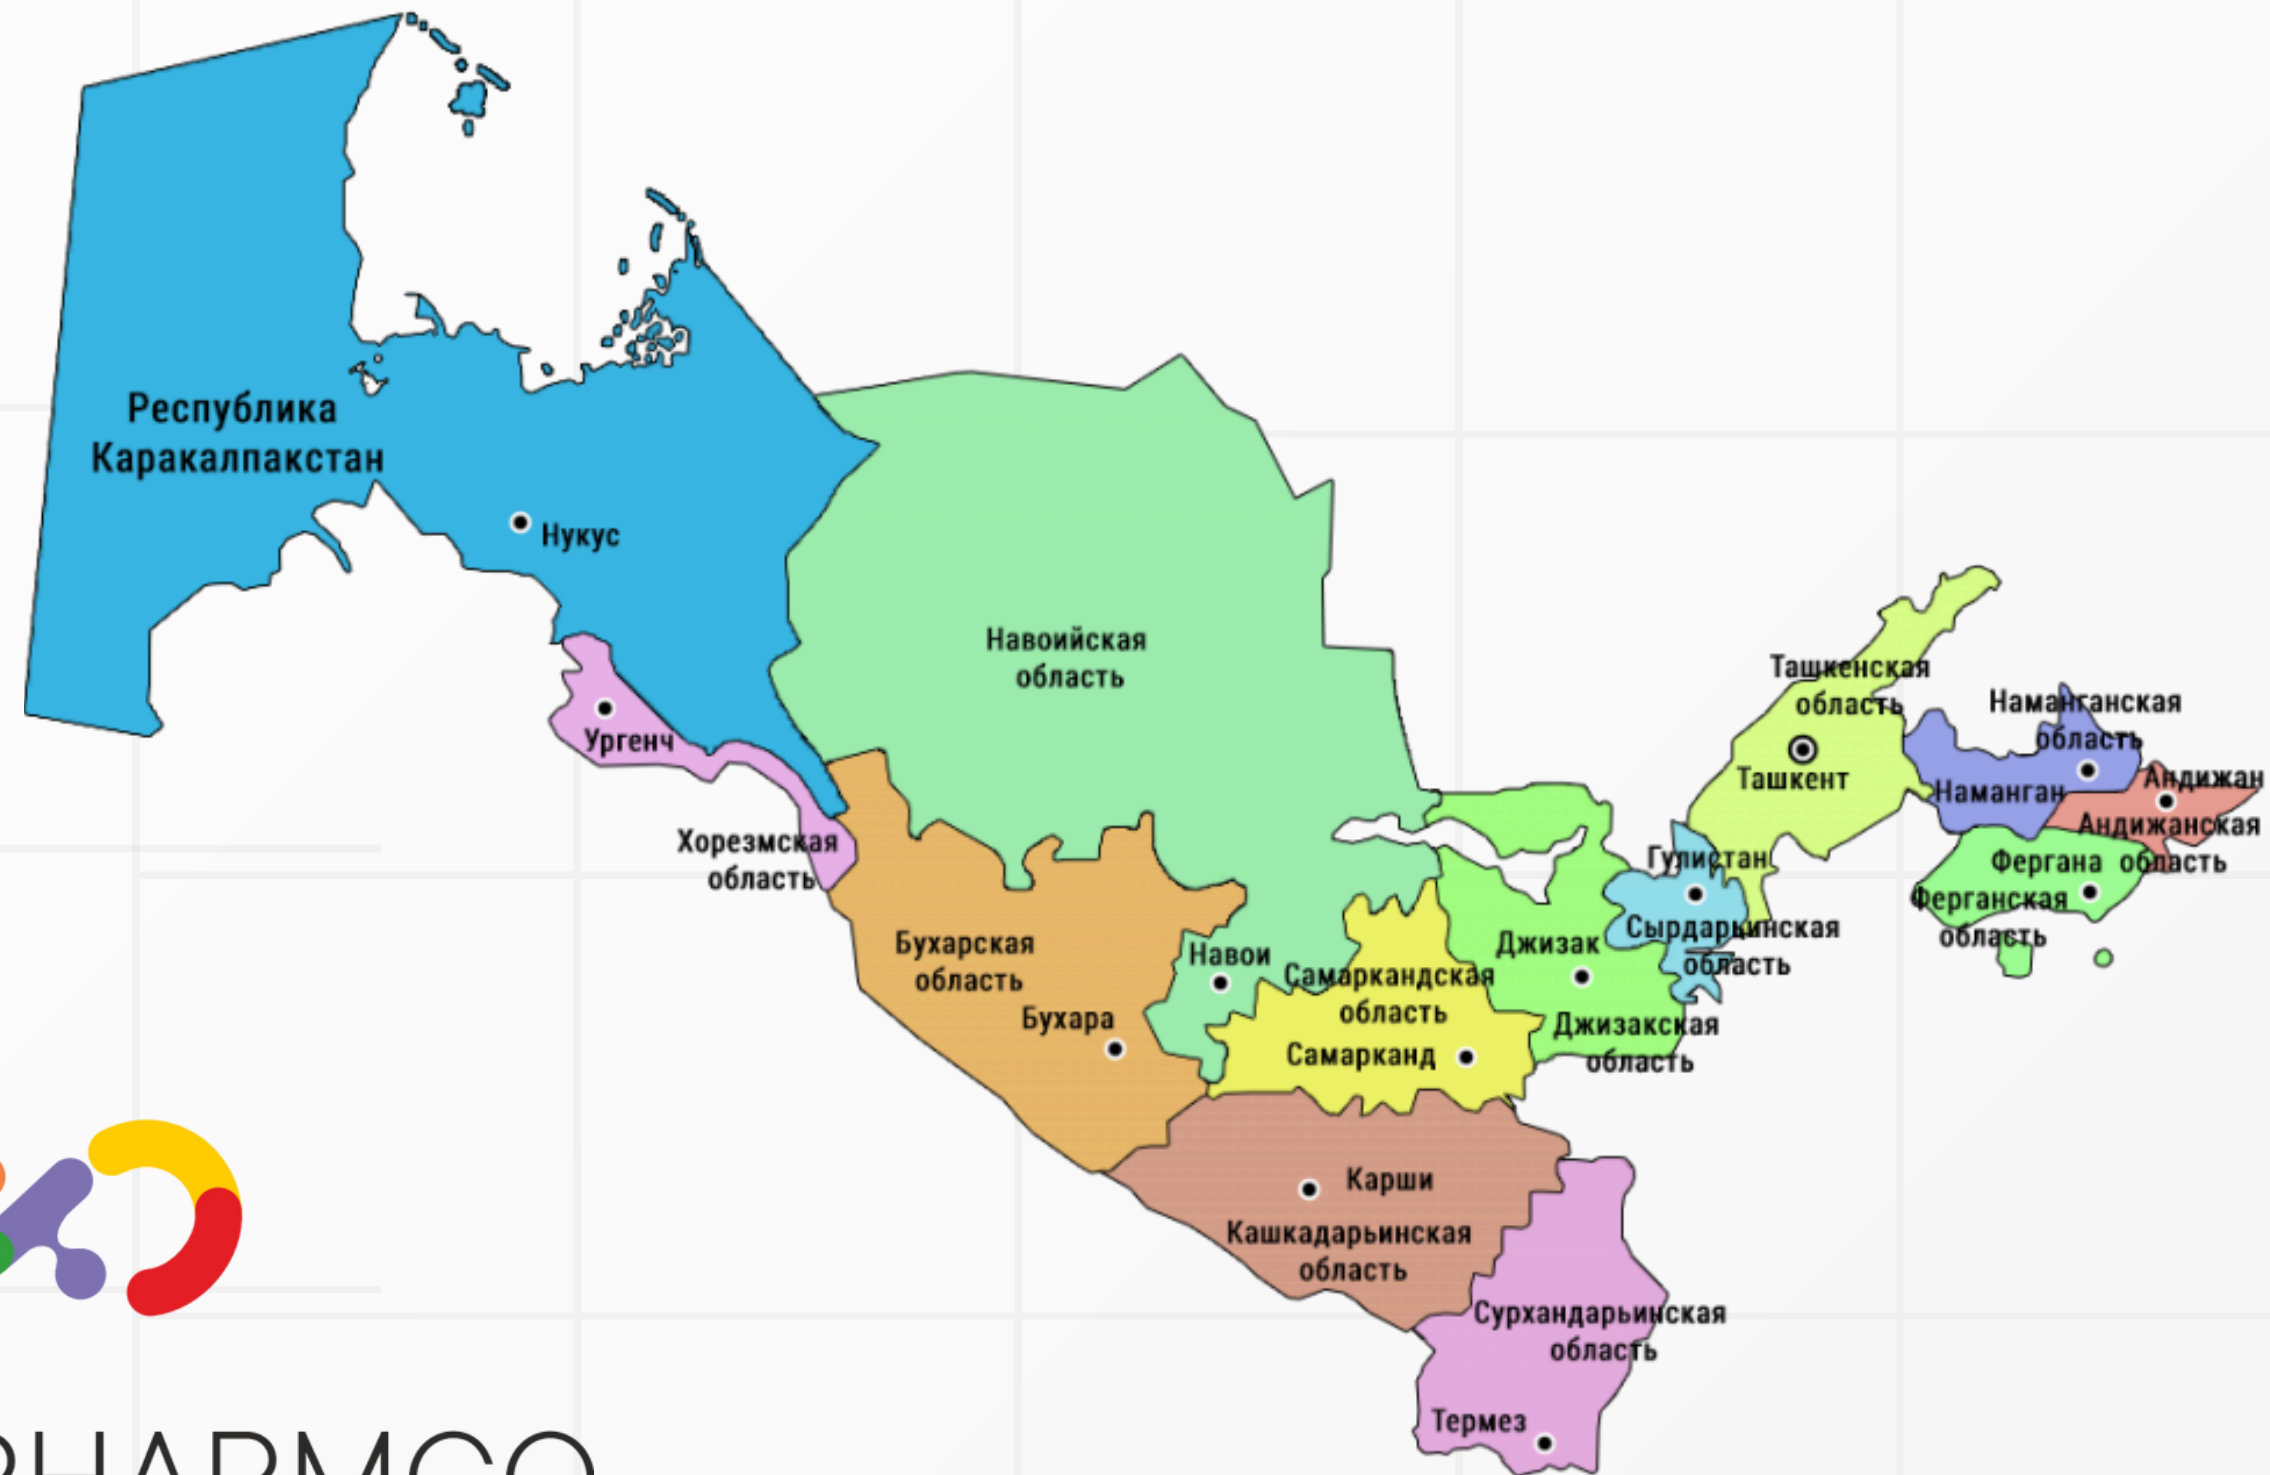 Республика
Каракалпакстан
Нукус
Навоийская
область
Ташкенская
область
Ташкент
Наманганская
область
Наманган
Андижан
Андижанская
область
Фергана
Ферганская
область
Ургенч
Хорезмская
область
Гулистан
Сырдарьинская
область
Бухарская
область
Бухара
Навои
Самаркандская
область
Самарканд
Джизак
Джизакская
область
Карши
Кашкадарьинская
область
Сурхандарьинская
область
Термез
PHARMCO